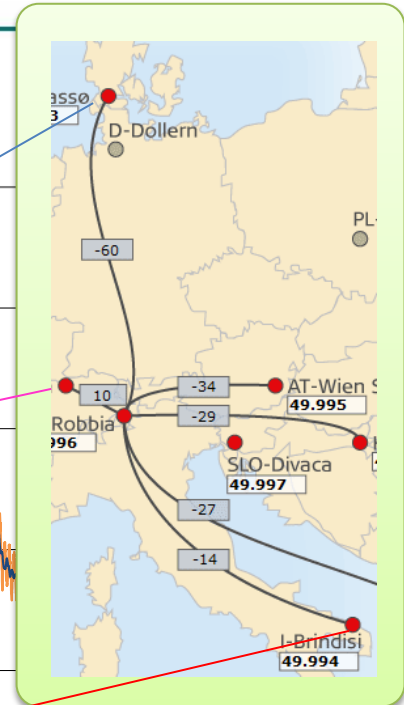 assø
3
D-Dollern
-60
PL-
-34
10
AT-Wien S
49.995
-29
Robbia
996
SLO-Divaca
49.997
-27
-14
I-Brindisi
49.994